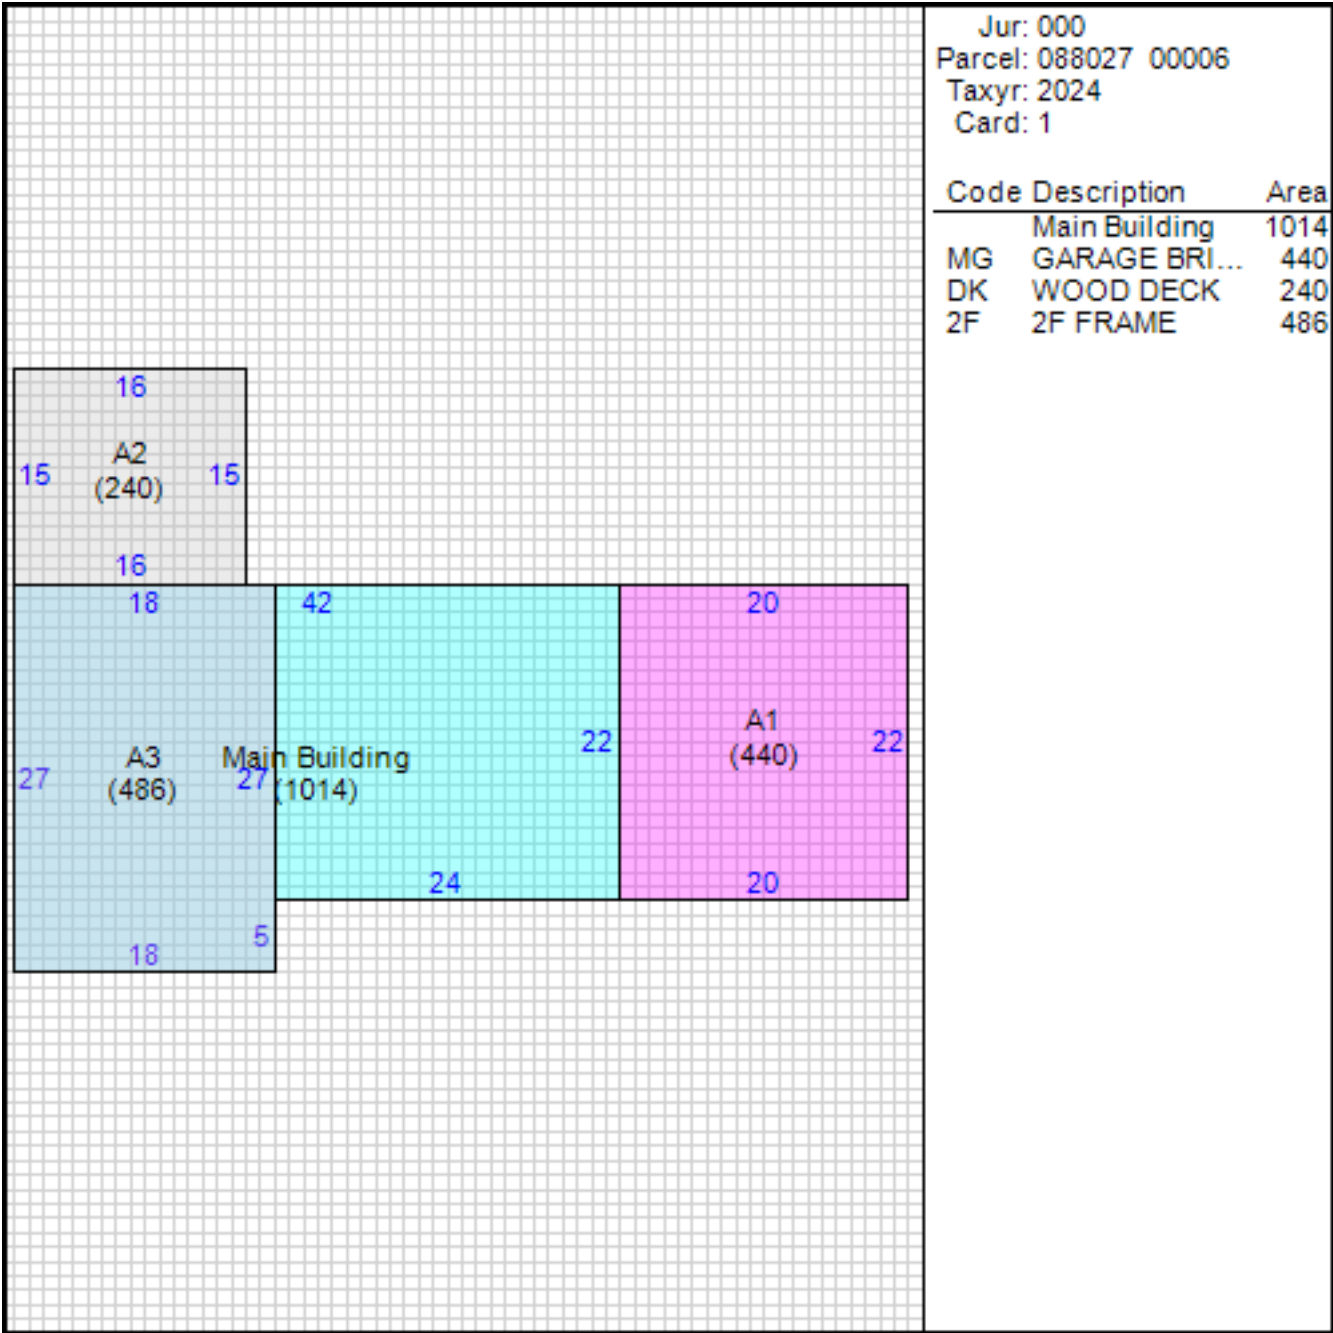 Jur: 000
Parcel: 088027 00006
Taxyr: 2024
Card: 1
Code Description Area
Main Building 1014
MG GARAGE BRI... 440
DK WOOD DECK 240
2F 2F FRAME 486
16
A2
15 (240) 15
16
18 42 20
A1
22 (440) 22
A3 Main Building
27 (486) 27 (1014)
24 20
5
18